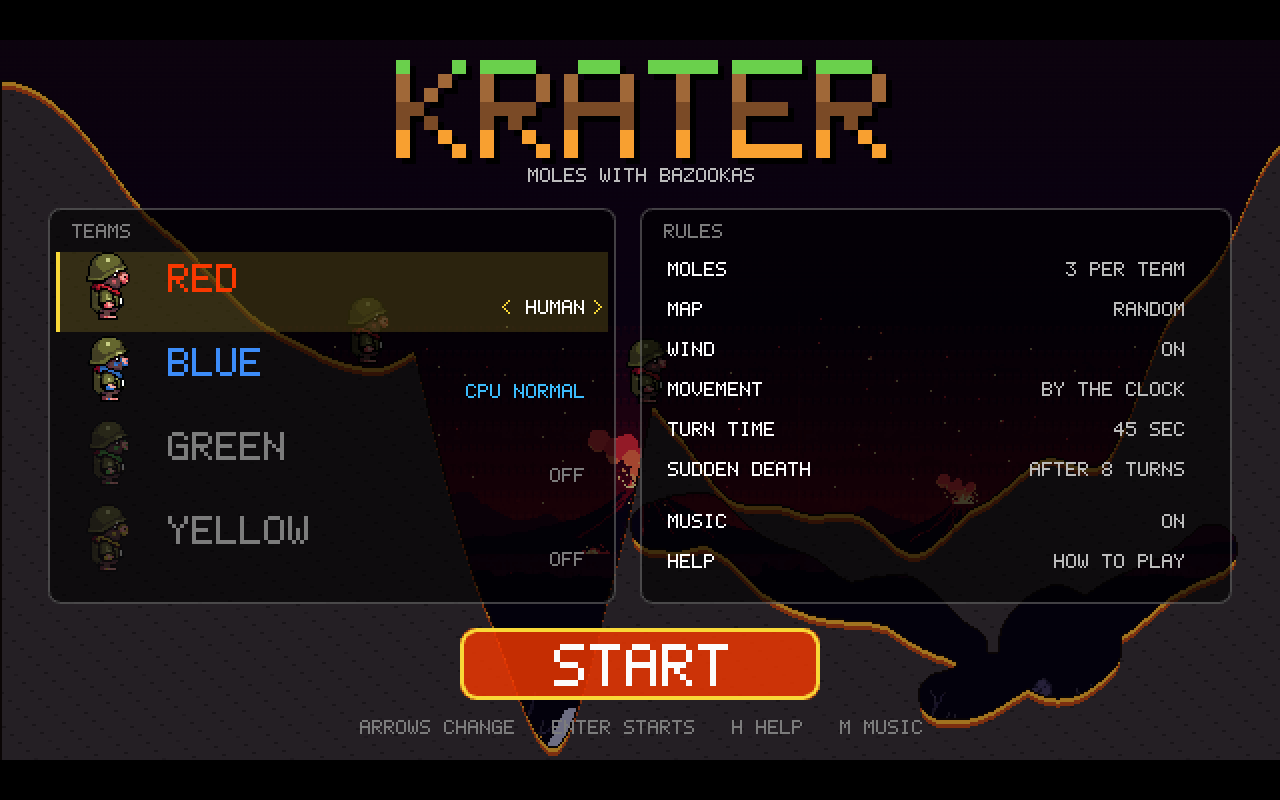 KRATER
MOLES WITH BAZOOKAS
TEAMS
RED
< HUMAN >
BLUE
CPU NORMAL
GREEN
OFF
YELLOW
OFF
RULES
MOLES 3 PER TEAM
MAP RANDOM
WIND ON
MOVEMENT BY THE CLOCK
TURN TIME 45 SEC
SUDDEN DEATH AFTER 8 TURNS
MUSIC ON
HELP HOW TO PLAY
START
ARROWS CHANGE ENTER STARTS H HELP M MUSIC